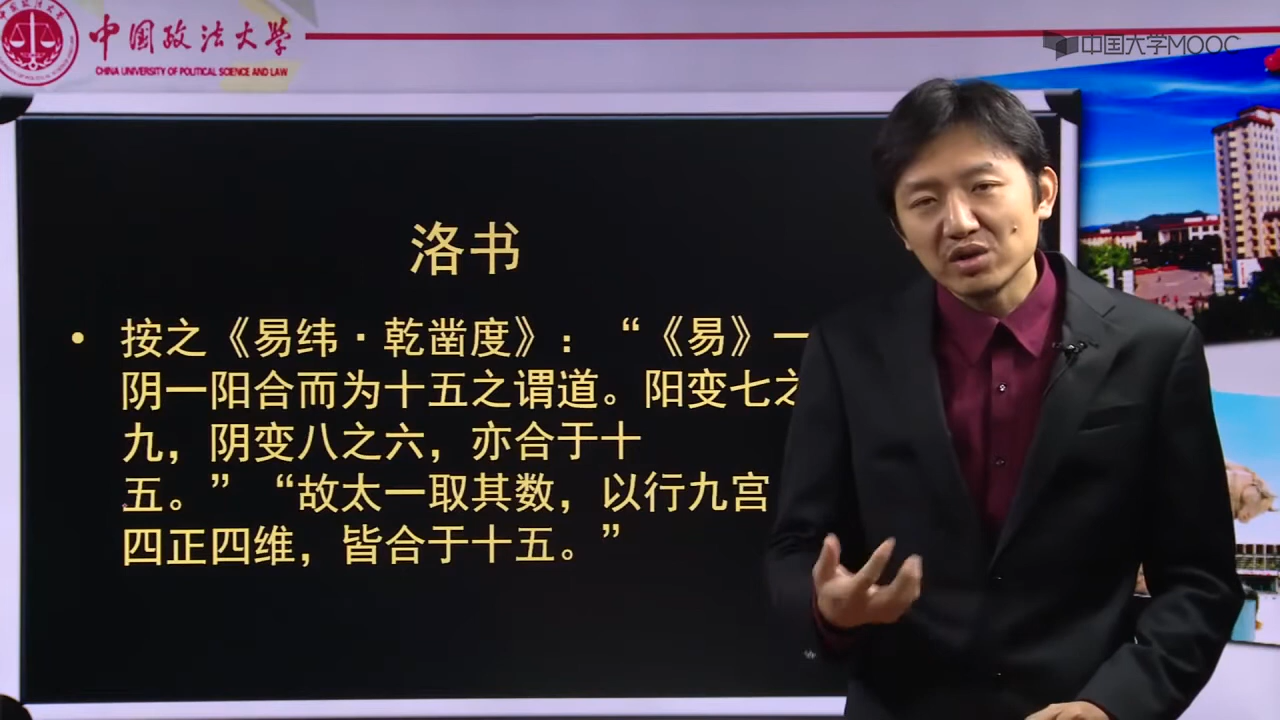 中国政法大学
CHINA UNIVERSITY OF POLITICAL SCIENCE AND LAW
中国大学MOOC
洛书
• 按之《易纬·乾凿度》：“《易》一
阴一阳合而为十五之谓道。阳变七之
九，阴变八之六，亦合于十
五。”“故太一取其数，以行九宫
四正四维，皆合于十五。”